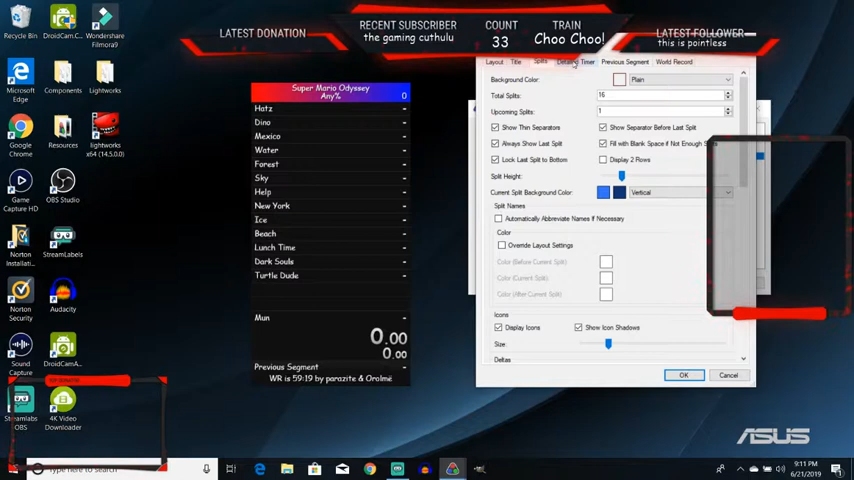 LATEST DONATION
RECENT SUBSCRIBER
the gaming cuthulu
COUNT
33
TRAIN
Choo Choo!
LATEST FOLLOWER
this is pointless
Recycle Bin
DroidCam.C...
Wondershare
Filmora9
Microsoft
Edge
Components
Lightworks
Google
Chrome
Resources
lightworks
x64 (14.5.0.0)
Game
Capture HD
OBS Studio
Norton
Installati...
StreamLabels
Norton
Security
Audacity
Sound
Capture
DroidCamA...
Streamlabs
OBS
4K Video
Downloader
Super Mario Odyssey
Any%
0
Hatz -
Dino -
Mexico -
Water -
Forest -
Sky -
Help -
New York -
Ice -
Beach -
Lunch Time -
Dark Souls -
Turtle Dude -
Mun -
0.00
0.00
Previous Segment -
WR is 59:19 by parazite & Orolmë
Layout Title Splits Detailed Timer Previous Segment World Record
Background Color: Plain
Total Splits: 16
Upcoming Splits: 1
Show Thin Separators
Show Separator Before Last Split
Always Show Last Split
Fill with Blank Space if Not Enough Splits
Lock Last Split to Bottom
Display 2 Rows
Split Height:
Current Split Background Color: Vertical
Split Names
Automatically Abbreviate Names If Necessary
Color
Override Layout Settings
Color (Before Current Split):
Color (Current Split):
Color (After Current Split):
Icons
Display Icons
Show Icon Shadows
Size:
Deltas
OK
Cancel
ASUS
Type here to search
9:11 PM
6/21/2019